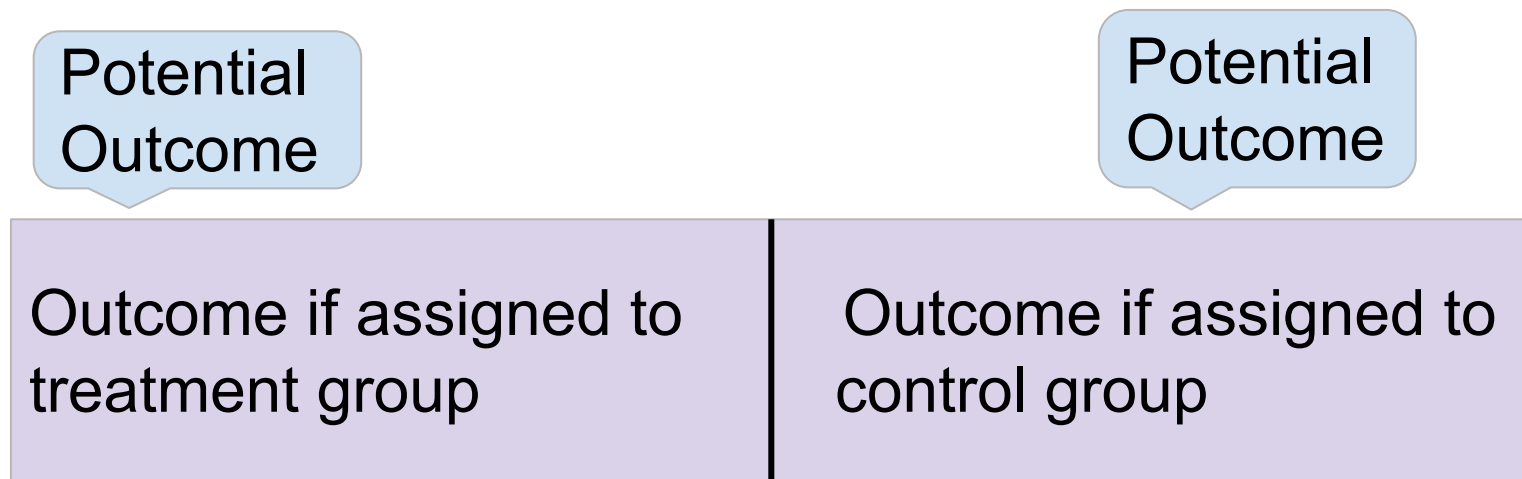 Potential
Outcome
Potential
Outcome
Outcome if assigned to
treatment group
Outcome if assigned to
control group